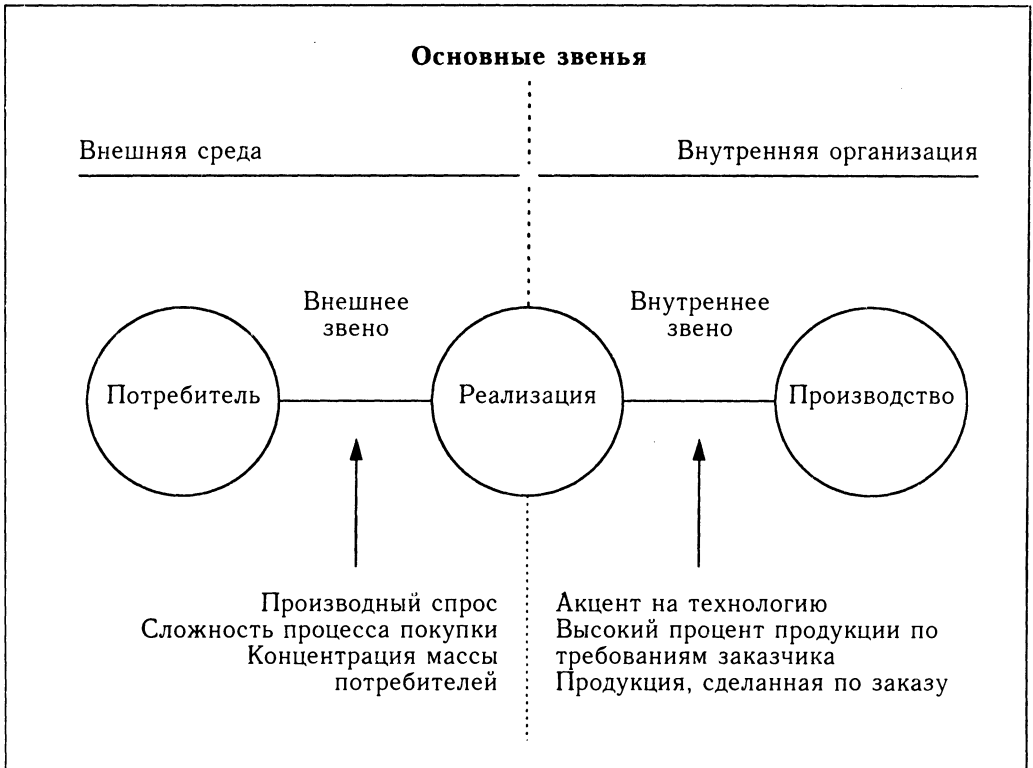 Основные звенья
Внешняя среда
Внутренняя организация
Внешнее
звено
Внутреннее
звено
Потребитель
Реализация
Производство
Производный спрос
Сложность процесса покупки
Концентрация массы
потребителей
Акцент на технологию
Высокий процент продукции по
требованиям заказчика
Продукция, сделанная по заказу